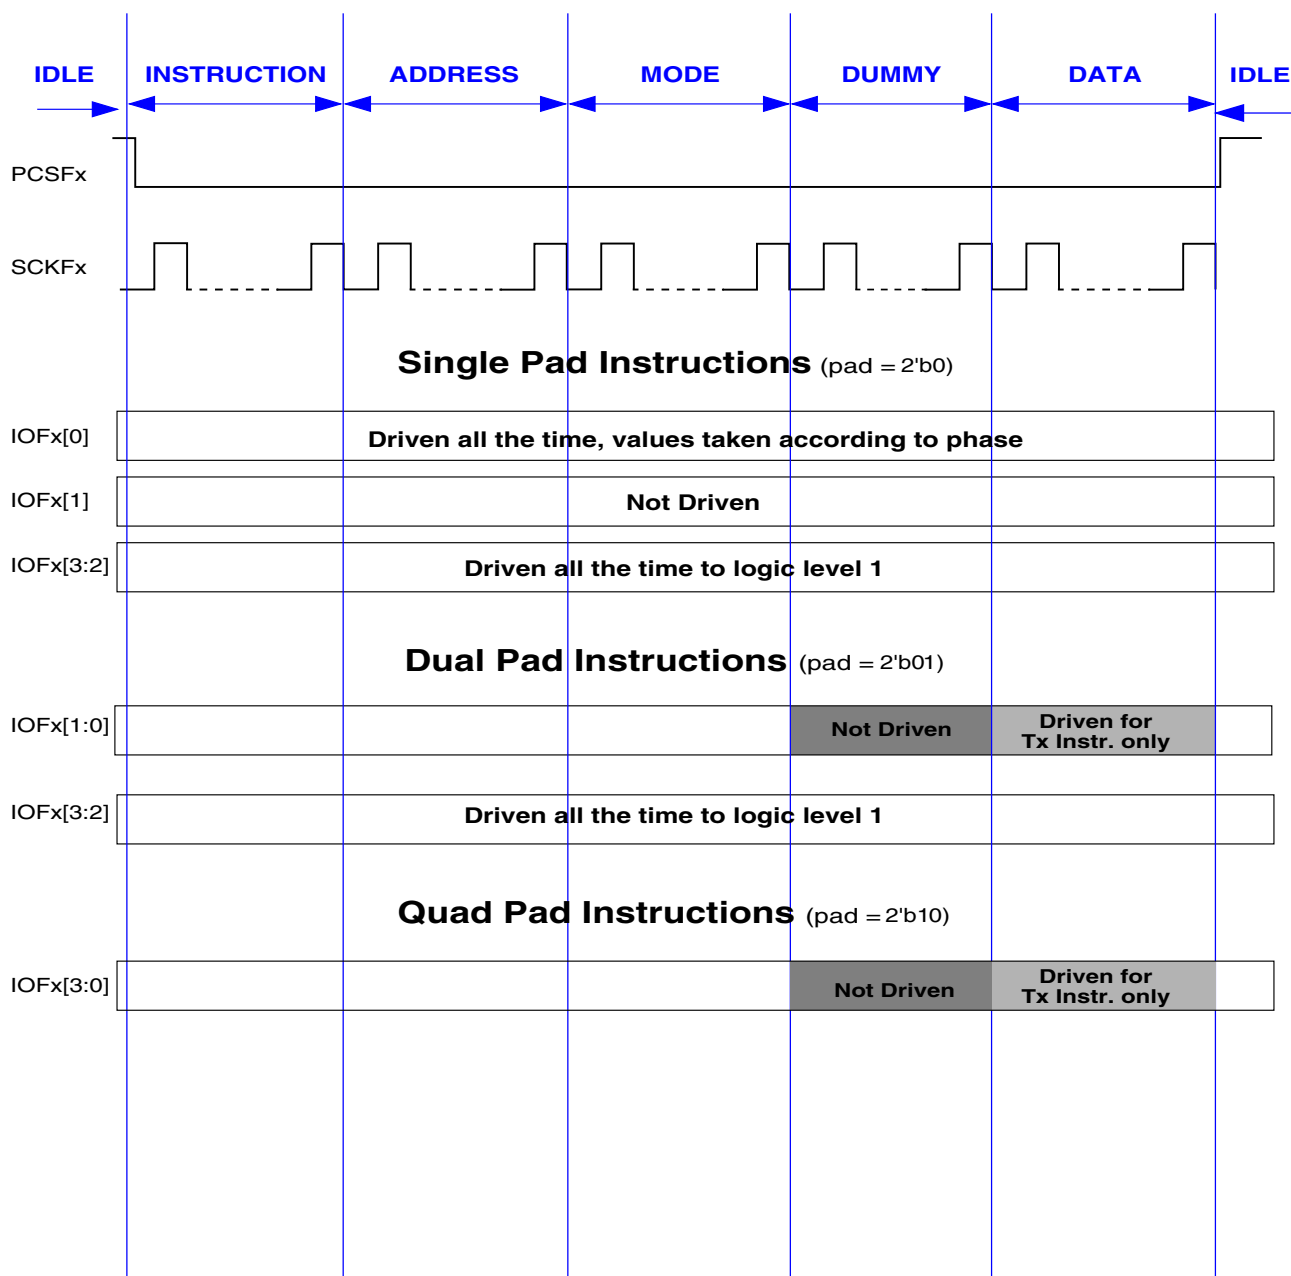 IDLE INSTRUCTION ADDRESS MODE DUMMY DATA IDLE
PCSFx
SCKFx
Single Pad Instructions (pad = 2'b0)
IOFx[0] Driven all the time, values taken according to phase
IOFx[1] Not Driven
IOFx[3:2] Driven all the time to logic level 1
Dual Pad Instructions (pad = 2'b01)
IOFx[1:0] Not Driven Driven for
Tx Instr. only
IOFx[3:2] Driven all the time to logic level 1
Quad Pad Instructions (pad = 2'b10)
IOFx[3:0] Not Driven Driven for
Tx Instr. only